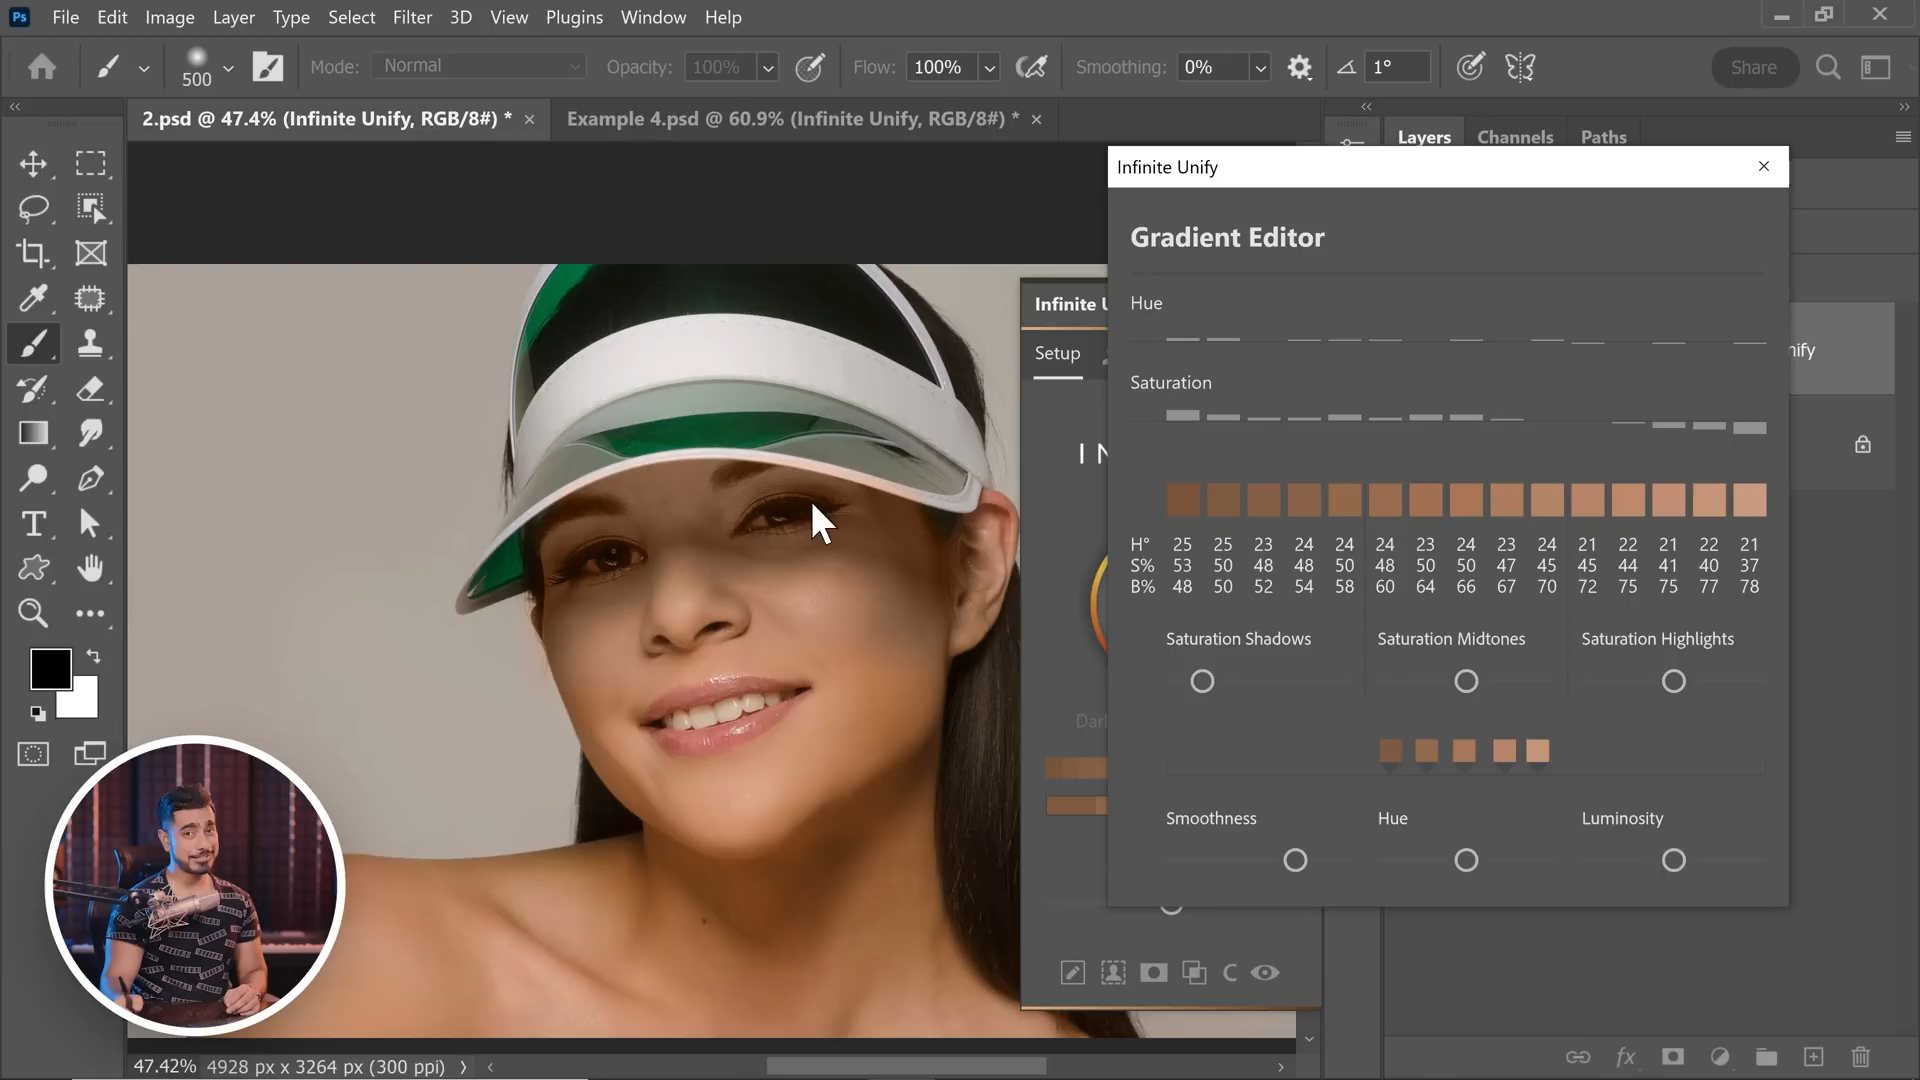 Ps File Edit Image Layer Type Select Filter 3D View Plugins Window Help
500 Mode: Normal Opacity: 100% Flow: 100% Smoothing: 0% 1° Share
2.psd @ 47.4% (Infinite Unify, RGB/8#) * Example 4.psd @ 60.9% (Infinite Unify, RGB/8#) *
Layers Channels Paths
Infinite Unify
Gradient Editor
Hue
Infinite U
Setup
nify
Saturation
I N
H° 25 25 23 24 24 24 23 24 23 24 21 22 21 22 21
S% 53 50 48 48 50 48 50 50 47 45 45 44 41 40 37
B% 48 50 52 54 58 60 64 66 67 70 72 75 75 77 78
Saturation Shadows Saturation Midtones Saturation Highlights
Dar
Smoothness Hue Luminosity
C
47.42% 4928 px x 3264 px (300 ppi)
fx